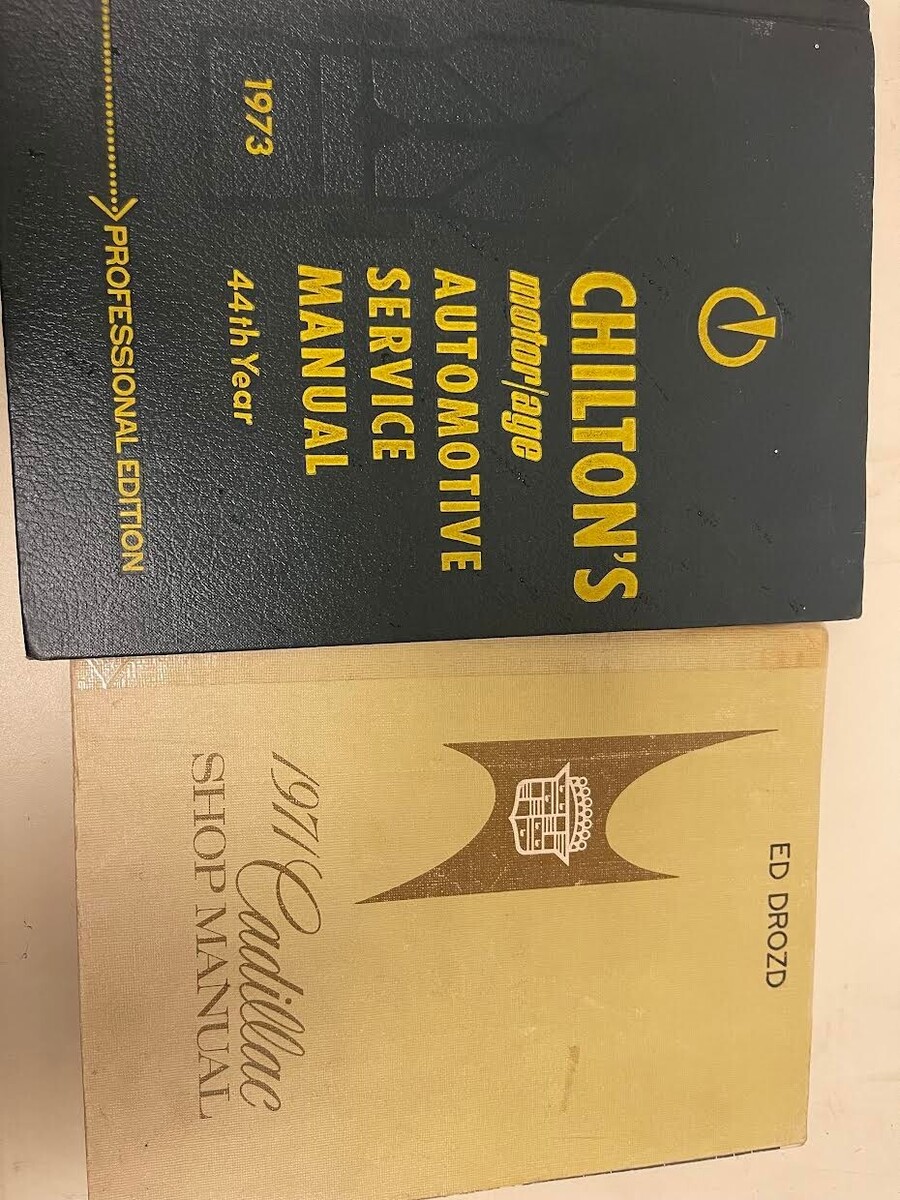 CHILTON'S
motor/age
AUTOMOTIVE
SERVICE
MANUAL
1973
44th Year
PROFESSIONAL EDITION
ED DROZD
1971 Cadillac
SHOP MANUAL